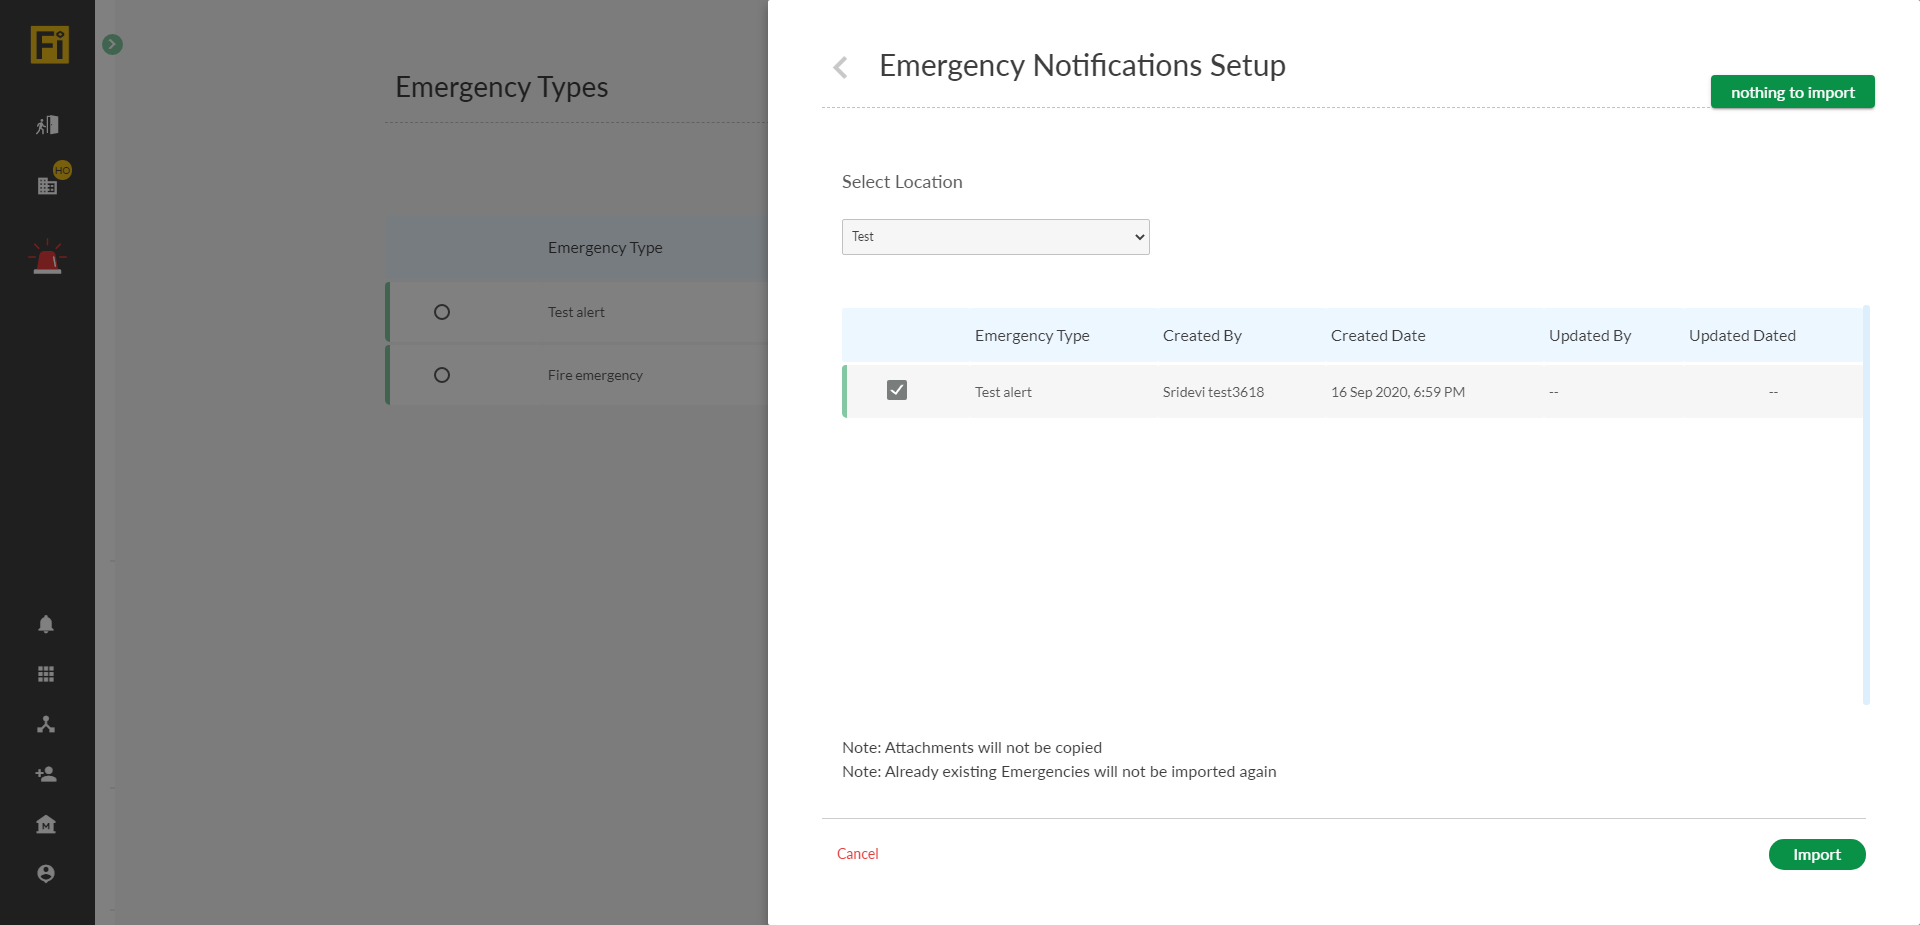 Fi
HO
M
Emergency Types
Emergency Type
Test alert
Fire emergency
Emergency Notifications Setup
nothing to import
Select Location
Test
Emergency Type Created By Created Date Updated By Updated Dated
Test alert Sridevi test3618 16 Sep 2020, 6:59 PM -- --
Note: Attachments will not be copied
Note: Already existing Emergencies will not be imported again
Cancel
Import